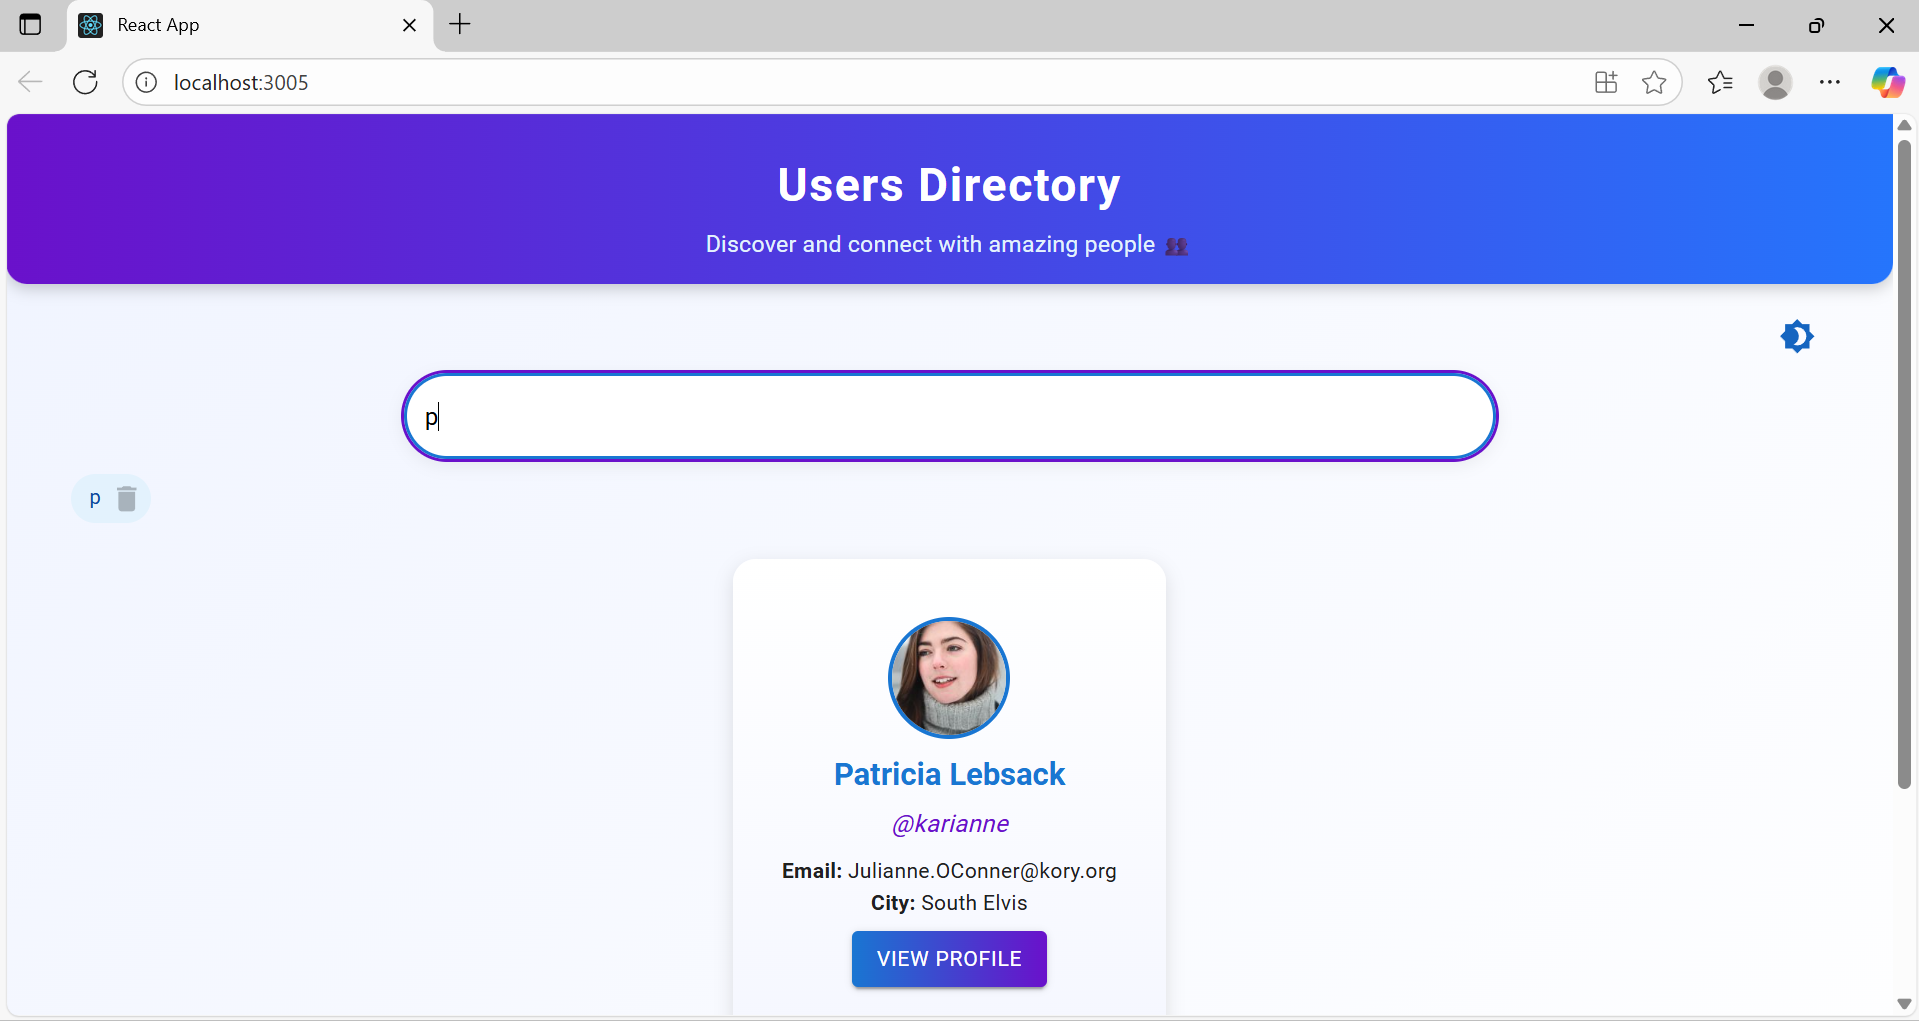 React App
localhost:3005
Users Directory
Discover and connect with amazing people 👥
p
p
Patricia Lebsack
@karianne
Email: Julianne.OConner@kory.org
City: South Elvis
VIEW PROFILE